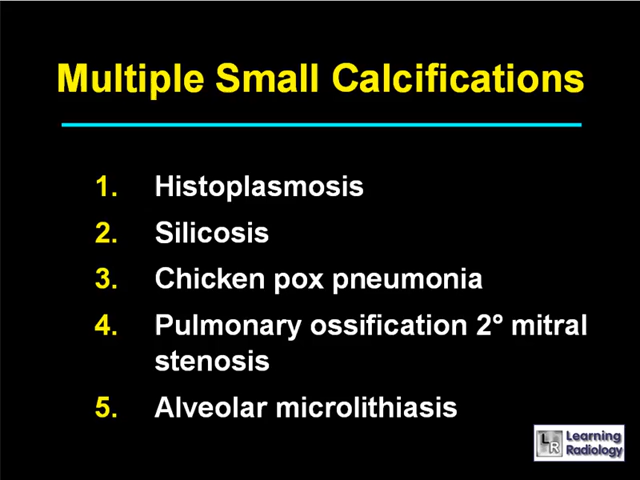 Multiple Small Calcifications
1. Histoplasmosis
2. Silicosis
3. Chicken pox pneumonia
4. Pulmonary ossification 2° mitral
stenosis
5. Alveolar microlithiasis
LR Learning
Radiology